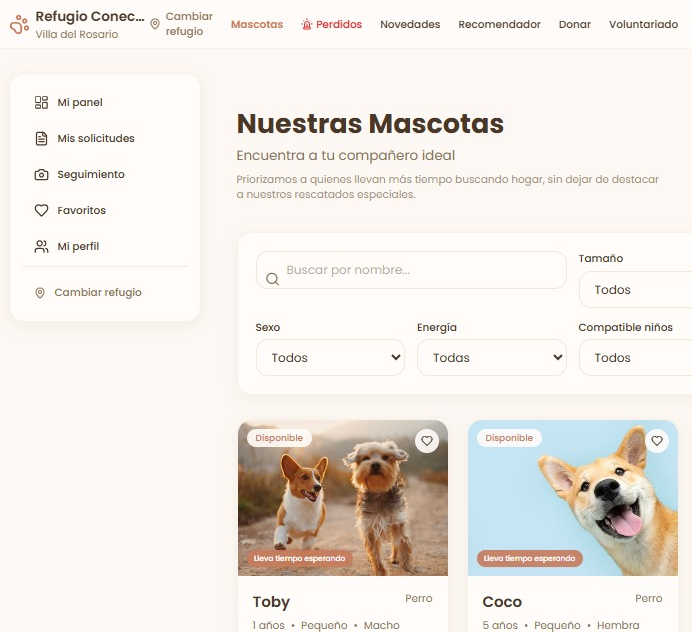 Refugio Conec...
Villa del Rosario
Cambiar
refugio
Mascotas
Perdidos
Novedades
Recomendador
Donar
Voluntariado
Mi panel
Mis solicitudes
Seguimiento
Favoritos
Mi perfil
Cambiar refugio
Nuestras Mascotas
Encuentra a tu compañero ideal
Priorizamos a quienes llevan más tiempo buscando hogar, sin dejar de destacar
a nuestros rescatados especiales.
Buscar por nombre...
Tamaño
Todos
Sexo
Todos
Energía
Todas
Compatible niños
Todos
Disponible
Lleva tiempo esperando
Toby
Perro
1 años • Pequeño • Macho
Disponible
Lleva tiempo esperando
Coco
Perro
5 años • Pequeño • Hembra